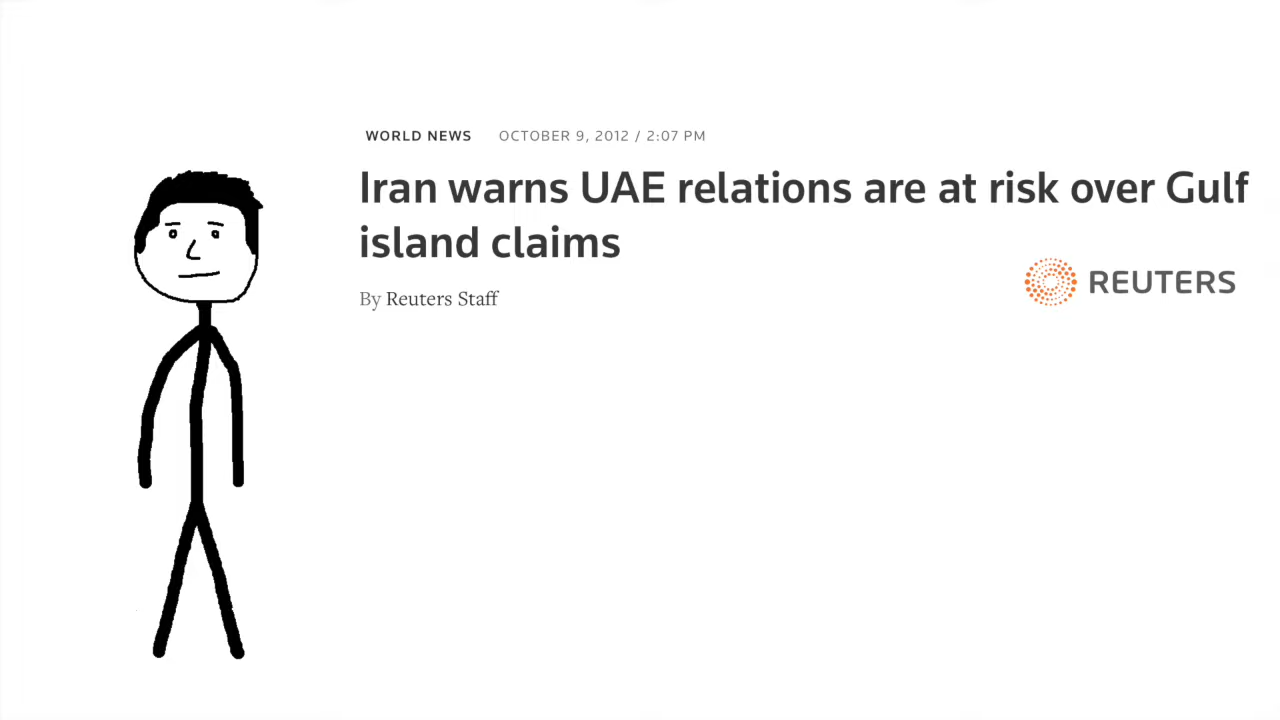 WORLD NEWS OCTOBER 9, 2012 / 2:07 PM
Iran warns UAE relations are at risk over Gulf
island claims
REUTERS
By Reuters Staff